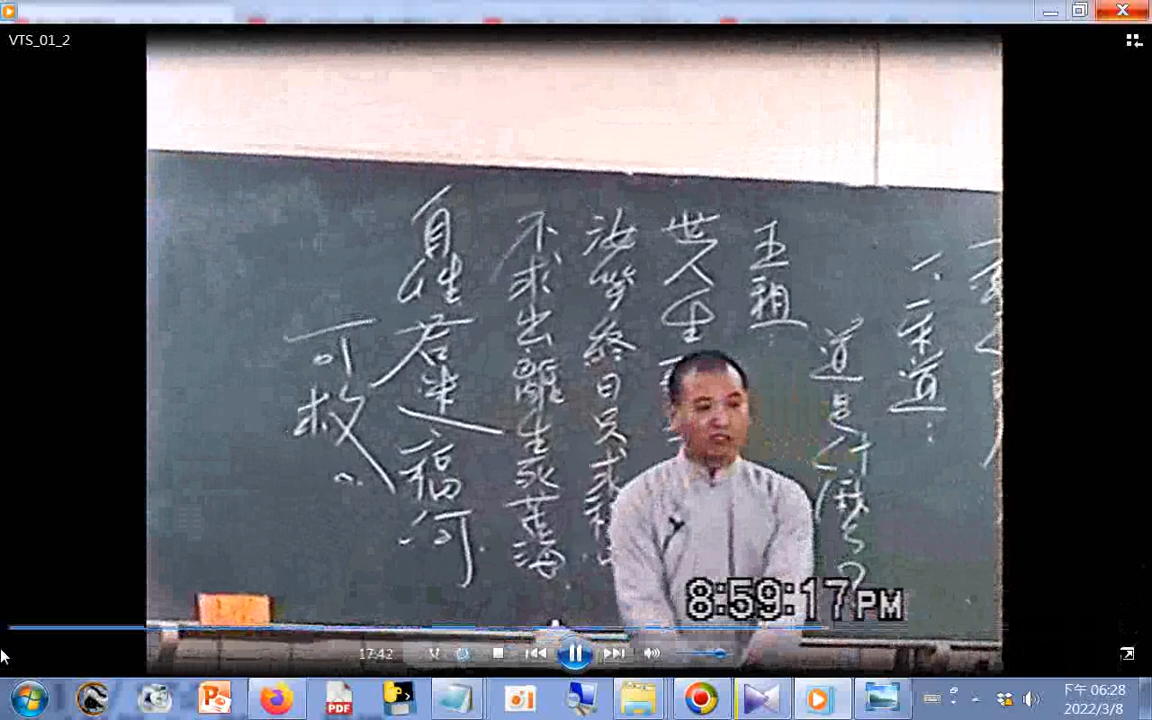 VTS_01_2
一、求道：
道是什麼？
五祖：
世人生
汝等終日只求
不求出離生死苦海
自性若迷，福何
可救。
8:59:17PM
17:42
下午 06:28
2022/3/8